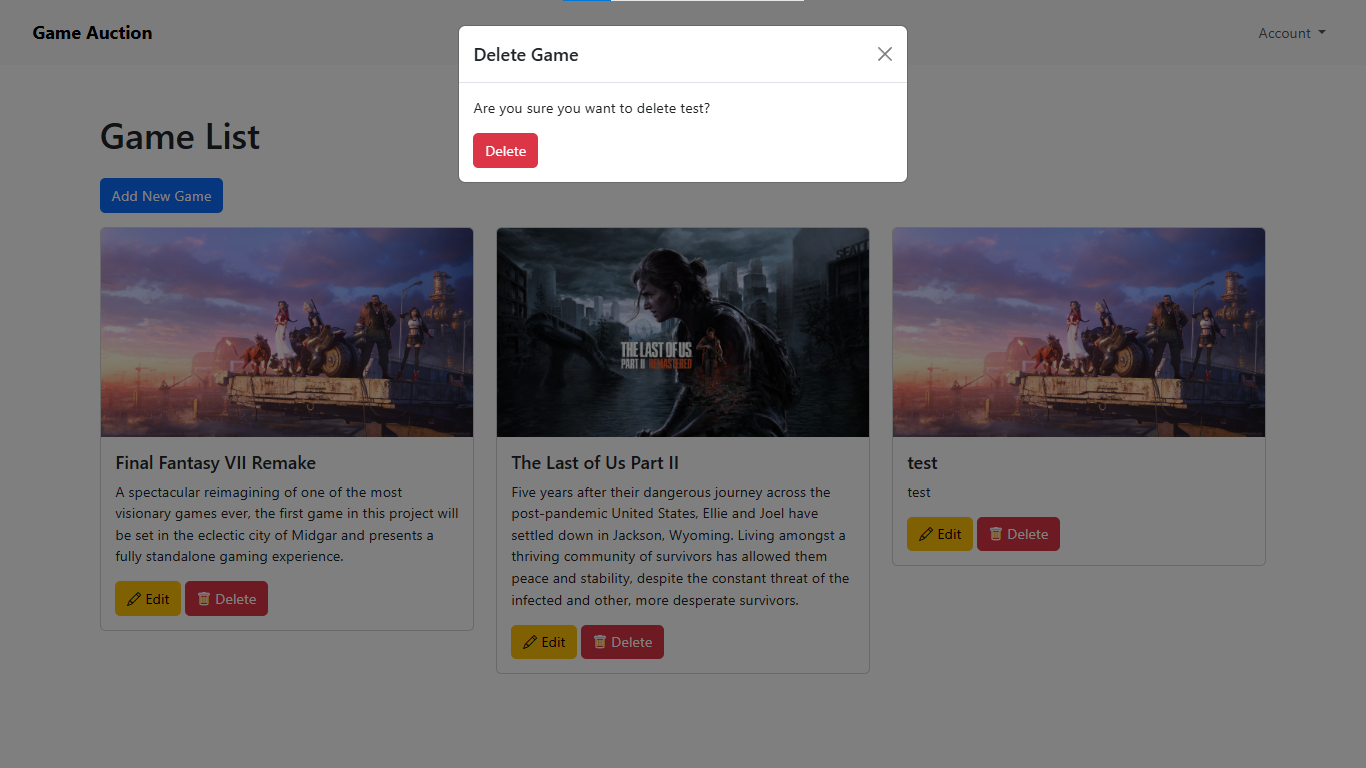 Game Auction
Account
Delete Game
Are you sure you want to delete test?
Delete
Game List
Add New Game
THE LAST OF US
PART II REMASTERED
Final Fantasy VII Remake
A spectacular reimagining of one of the most
visionary games ever, the first game in this project will
be set in the eclectic city of Midgar and presents a
fully standalone gaming experience.
Edit Delete
The Last of Us Part II
Five years after their dangerous journey across the
post-pandemic United States, Ellie and Joel have
settled down in Jackson, Wyoming. Living amongst a
thriving community of survivors has allowed them
peace and stability, despite the constant threat of the
infected and other, more desperate survivors.
Edit Delete
test
test
Edit Delete